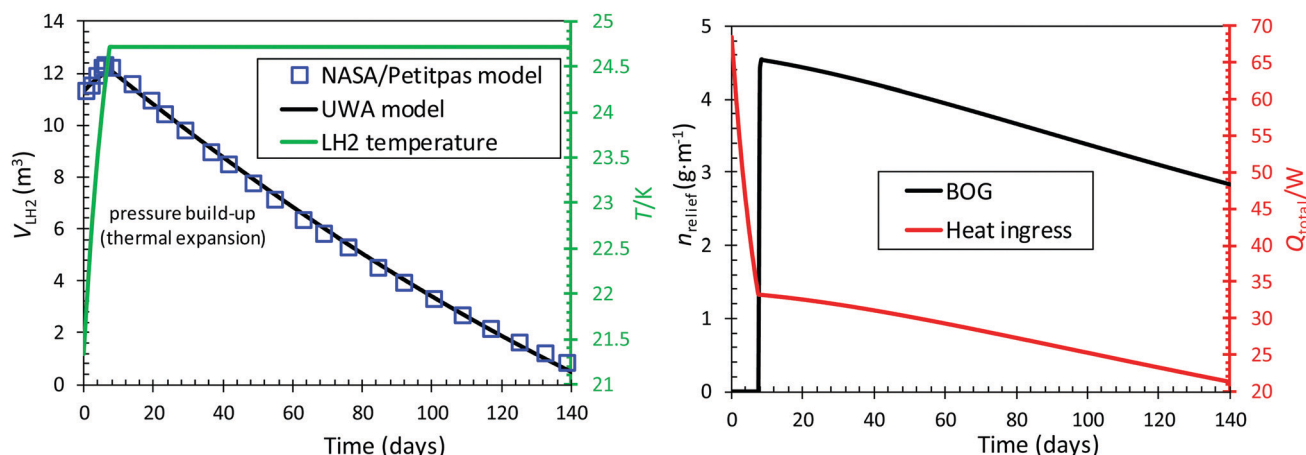 14
12
10
8
6
4
2
0
V_LH2 (m³)
NASA/Petitpas model
UWA model
LH2 temperature
pressure build-up
(thermal expansion)
25
24.5
24
23.5
23
22.5
22
21.5
21
T/K
0 20 40 60 80 100 120 140
Time (days)
5
4
3
2
1
0
n_relief (g·m⁻¹)
BOG
Heat ingress
70
65
60
55
50
45
40
35
30
25
20
Q_total/W
0 20 40 60 80 100 120 140
Time (days)